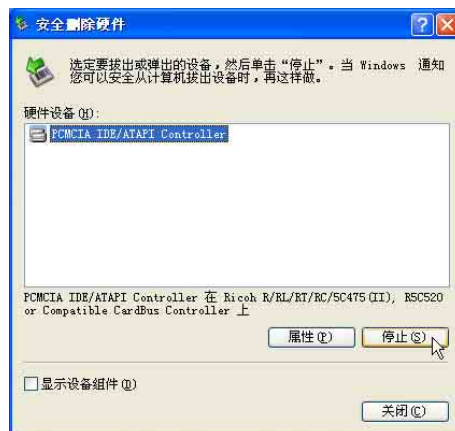 安全删除硬件
选定要拔出或弹出的设备，然后单击“停止”。当 Windows 通知
您可以安全从计算机拔出设备时，再这样做。
硬件设备(H):
PCMCIA IDE/ATAPI Controller
PCMCIA IDE/ATAPI Controller 在 Ricoh R/RL/RT/RC/5C475(II), R5C520
or Compatible CardBus Controller 上
属性(P) 停止(S)
显示设备组件(D)
关闭(C)